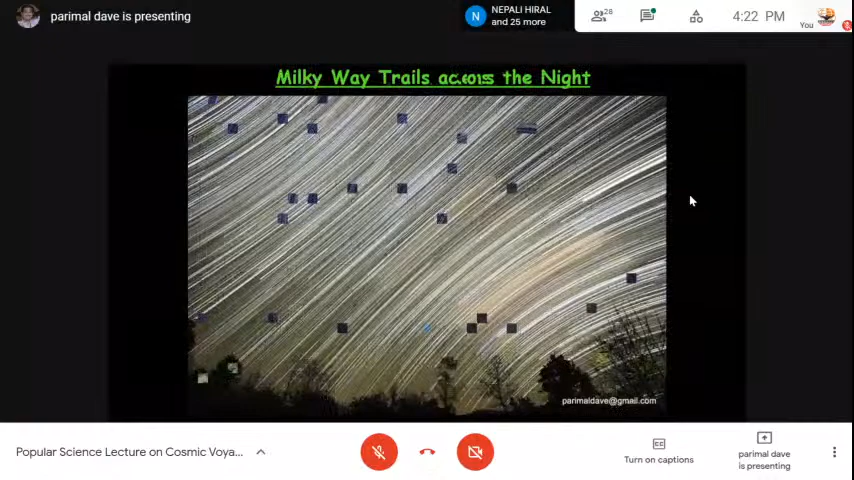 parimal dave is presenting
N
NEPALI HIRAL
and 25 more
28
4:22 PM
You
Milky Way Trails across the Night
parimaldave@gmail.com
Popular Science Lecture on Cosmic Voya...
Turn on captions
parimal dave
is presenting